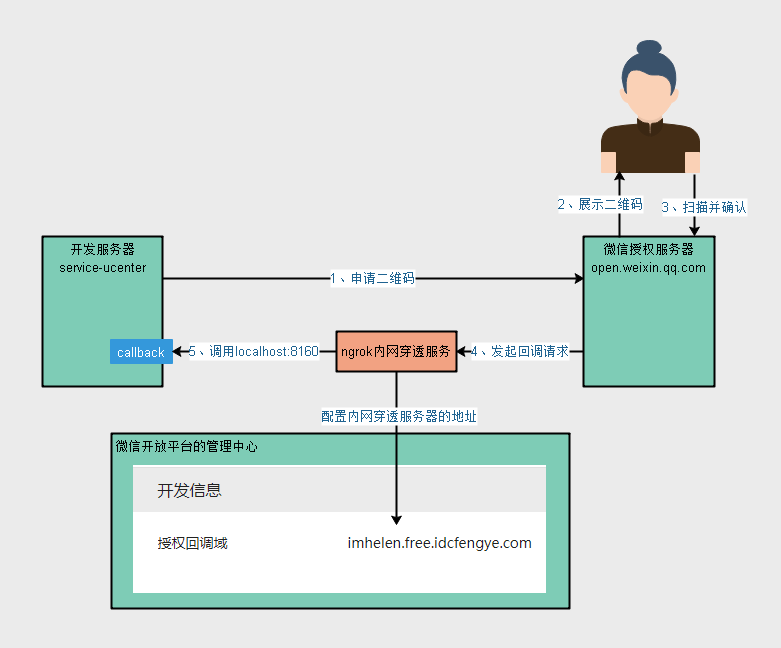 2、展示二维码
3、扫描并确认
开发服务器
service-ucenter
微信授权服务器
open.weixin.qq.com
1、申请二维码
callback
5、调用localhost:8160
ngrok内网穿透服务
4、发起回调请求
配置内网穿透服务器的地址
微信开放平台的管理中心
开发信息
授权回调域
imhelen.free.idcfengye.com